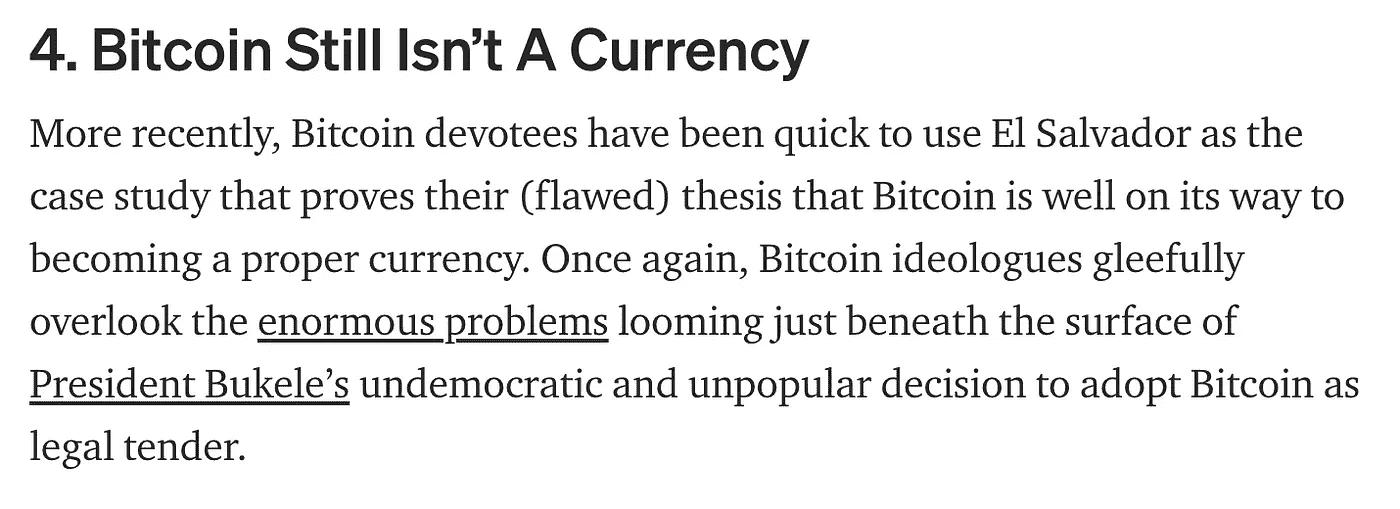 4. Bitcoin Still Isn’t A Currency
More recently, Bitcoin devotees have been quick to use El Salvador as the
case study that proves their (flawed) thesis that Bitcoin is well on its way to
becoming a proper currency. Once again, Bitcoin ideologues gleefully
overlook the enormous problems looming just beneath the surface of
President Bukele’s undemocratic and unpopular decision to adopt Bitcoin as
legal tender.